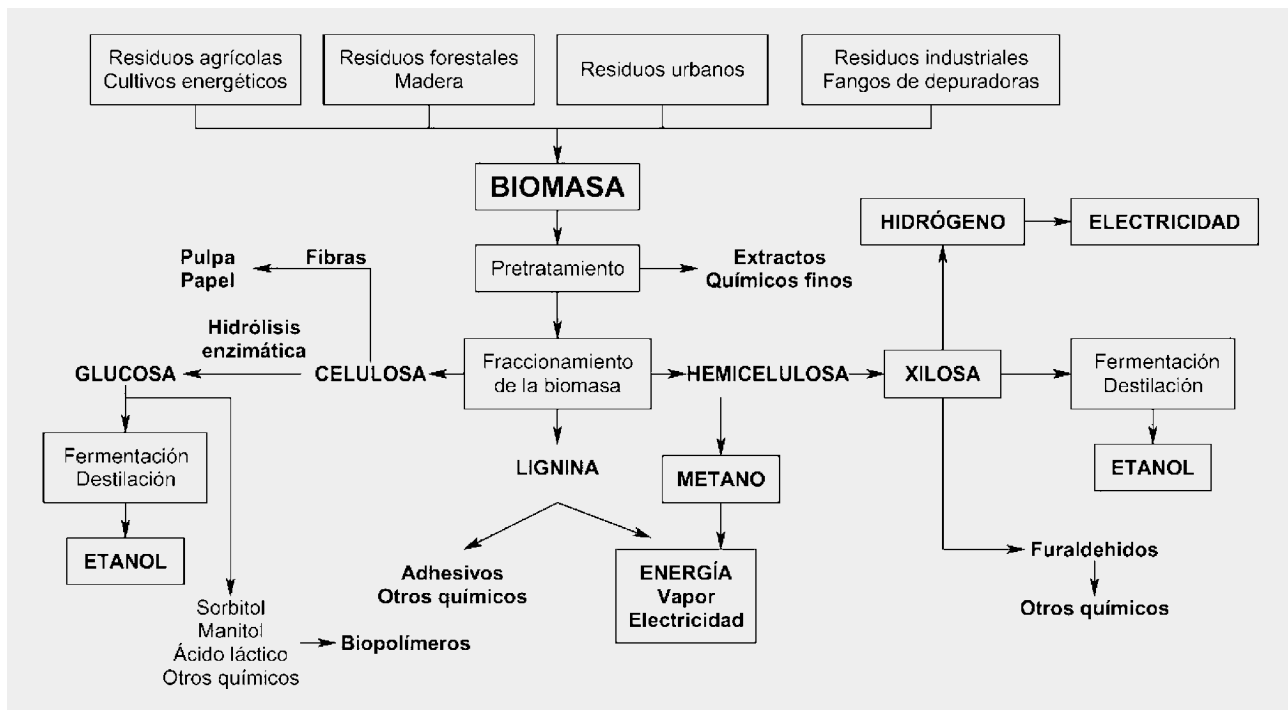 Residuos agrícolas
Cultivos energéticos
Residuos forestales
Madera
Residuos urbanos
Residuos industriales
Fangos de depuradoras
BIOMASA
HIDRÓGENO
ELECTRICIDAD
Pulpa
Papel
Fibras
Pretratamiento
Extractos
Químicos finos
Hidrólisis
enzimática
GLUCOSA
CELULOSA
Fraccionamiento
de la biomasa
HEMICELULOSA
XILOSA
Fermentación
Destilación
Fermentación
Destilación
LIGNINA
METANO
ETANOL
ETANOL
Adhesivos
Otros químicos
ENERGÍA
Vapor
Electricidad
Furaldehidos
Otros químicos
Sorbitol
Manitol
Ácido láctico
Otros químicos
Biopolímeros